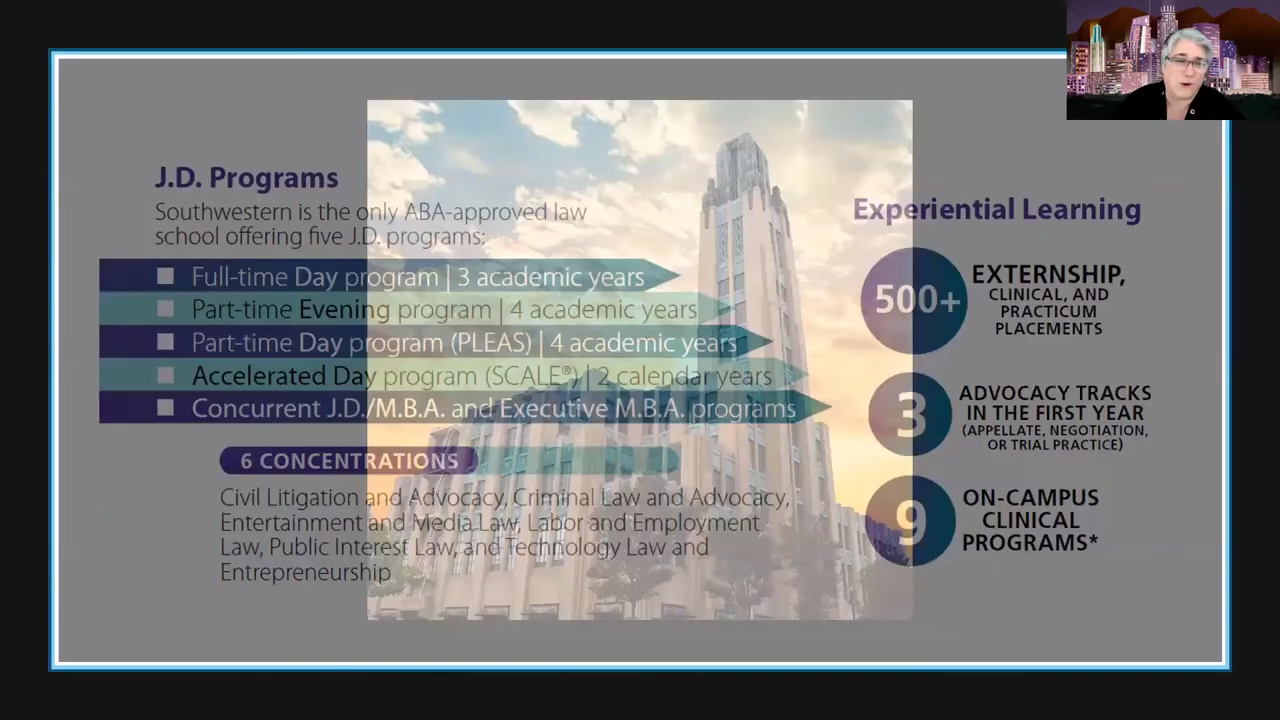 J.D. Programs
Southwestern is the only ABA-approved law
school offering five J.D. programs:
Full-time Day program | 3 academic years
Part-time Evening program | 4 academic years
Part-time Day program (PLEAS) | 4 academic years
Accelerated Day program (SCALE®) | 2 calendar years
Concurrent J.D./M.B.A. and Executive M.B.A. programs
6 CONCENTRATIONS
Civil Litigation and Advocacy, Criminal Law and Advocacy,
Entertainment and Media Law, Labor and Employment
Law, Public Interest Law, and Technology Law and
Entrepreneurship
Experiential Learning
500+
EXTERNSHIP,
CLINICAL, AND
PRACTICUM
PLACEMENTS
3
ADVOCACY TRACKS
IN THE FIRST YEAR
(APPELLATE, NEGOTIATION,
OR TRIAL PRACTICE)
9
ON-CAMPUS
CLINICAL
PROGRAMS*